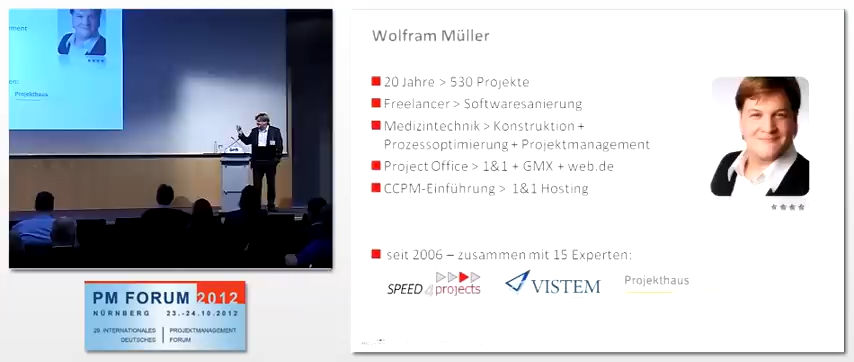 Projekthaus
GPM
PM FORUM 2012
NÜRNBERG 23.-24.10.2012
29. INTERNATIONALES
DEUTSCHES
PROJEKTMANAGEMENT
FORUM
Wolfram Müller
20 Jahre > 530 Projekte
Freelancer > Softwaresanierung
Medizintechnik > Konstruktion +
Prozessoptimierung + Projektmanagement
Project Office > 1&1 + GMX + web.de
CCPM-Einführung > 1&1 Hosting
seit 2006 – zusammen mit 15 Experten:
SPEED4projects
VISTEM
Projekthaus